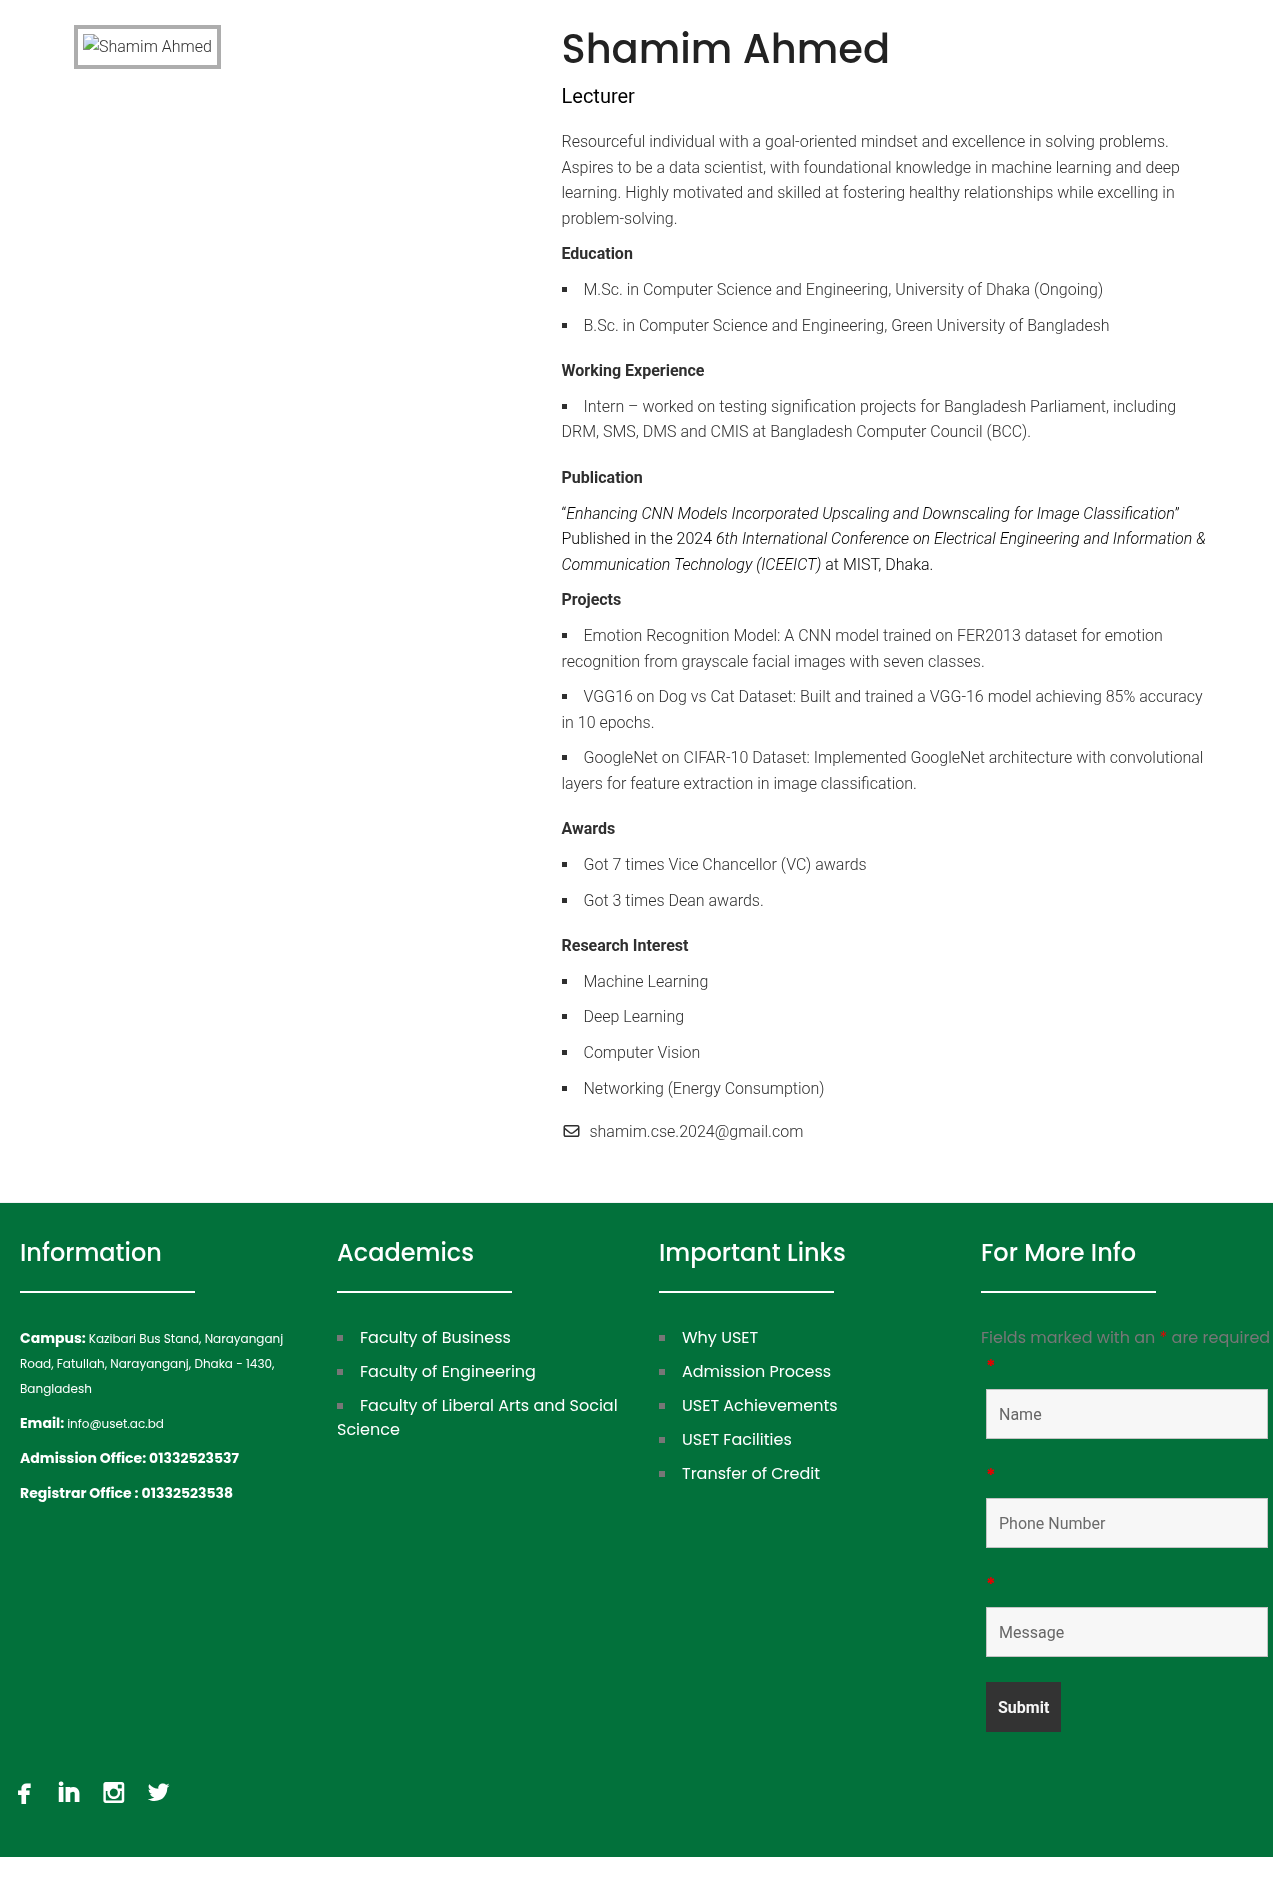 Shamim Ahmed
Shamim Ahmed
Lecturer
Resourceful individual with a goal-oriented mindset and excellence in solving problems.
Aspires to be a data scientist, with foundational knowledge in machine learning and deep
learning. Highly motivated and skilled at fostering healthy relationships while excelling in
problem-solving.
Education
▪ M.Sc. in Computer Science and Engineering, University of Dhaka (Ongoing)
▪ B.Sc. in Computer Science and Engineering, Green University of Bangladesh
Working Experience
▪ Intern – worked on testing signification projects for Bangladesh Parliament, including
DRM, SMS, DMS and CMIS at Bangladesh Computer Council (BCC).
Publication
“Enhancing CNN Models Incorporated Upscaling and Downscaling for Image Classification”
Published in the 2024 6th International Conference on Electrical Engineering and Information &
Communication Technology (ICEEICT) at MIST, Dhaka.
Projects
▪ Emotion Recognition Model: A CNN model trained on FER2013 dataset for emotion
recognition from grayscale facial images with seven classes.
▪ VGG16 on Dog vs Cat Dataset: Built and trained a VGG-16 model achieving 85% accuracy
in 10 epochs.
▪ GoogleNet on CIFAR-10 Dataset: Implemented GoogleNet architecture with convolutional
layers for feature extraction in image classification.
Awards
▪ Got 7 times Vice Chancellor (VC) awards
▪ Got 3 times Dean awards.
Research Interest
▪ Machine Learning
▪ Deep Learning
▪ Computer Vision
▪ Networking (Energy Consumption)
shamim.cse.2024@gmail.com
Information
Campus: Kazibari Bus Stand, Narayanganj
Road, Fatullah, Narayanganj, Dhaka - 1430,
Bangladesh
Email: info@uset.ac.bd
Admission Office: 01332523537
Registrar Office : 01332523538
Academics
▪ Faculty of Business
▪ Faculty of Engineering
▪ Faculty of Liberal Arts and Social
Science
Important Links
▪ Why USET
▪ Admission Process
▪ USET Achievements
▪ USET Facilities
▪ Transfer of Credit
For More Info
Fields marked with an * are required
*
Name
*
Phone Number
*
Message
Submit